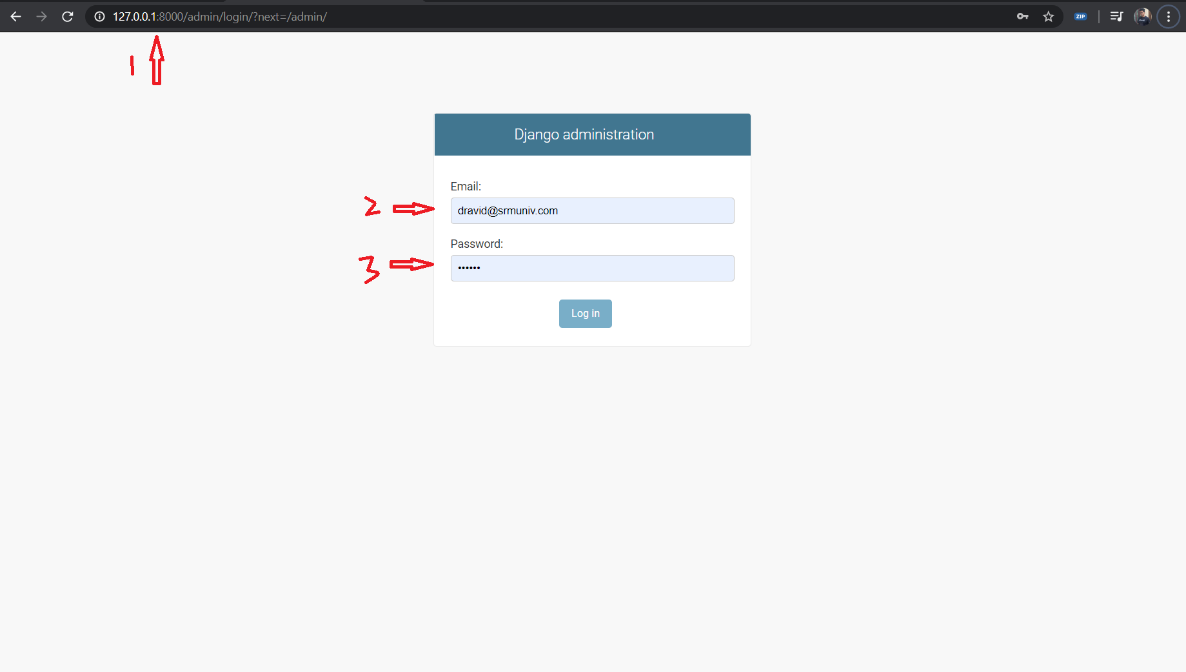 127.0.0.1:8000/admin/login/?next=/admin/
ZIP
1
Django administration
Email:
2
dravid@srmuniv.com
Password:
3
••••••
Log in